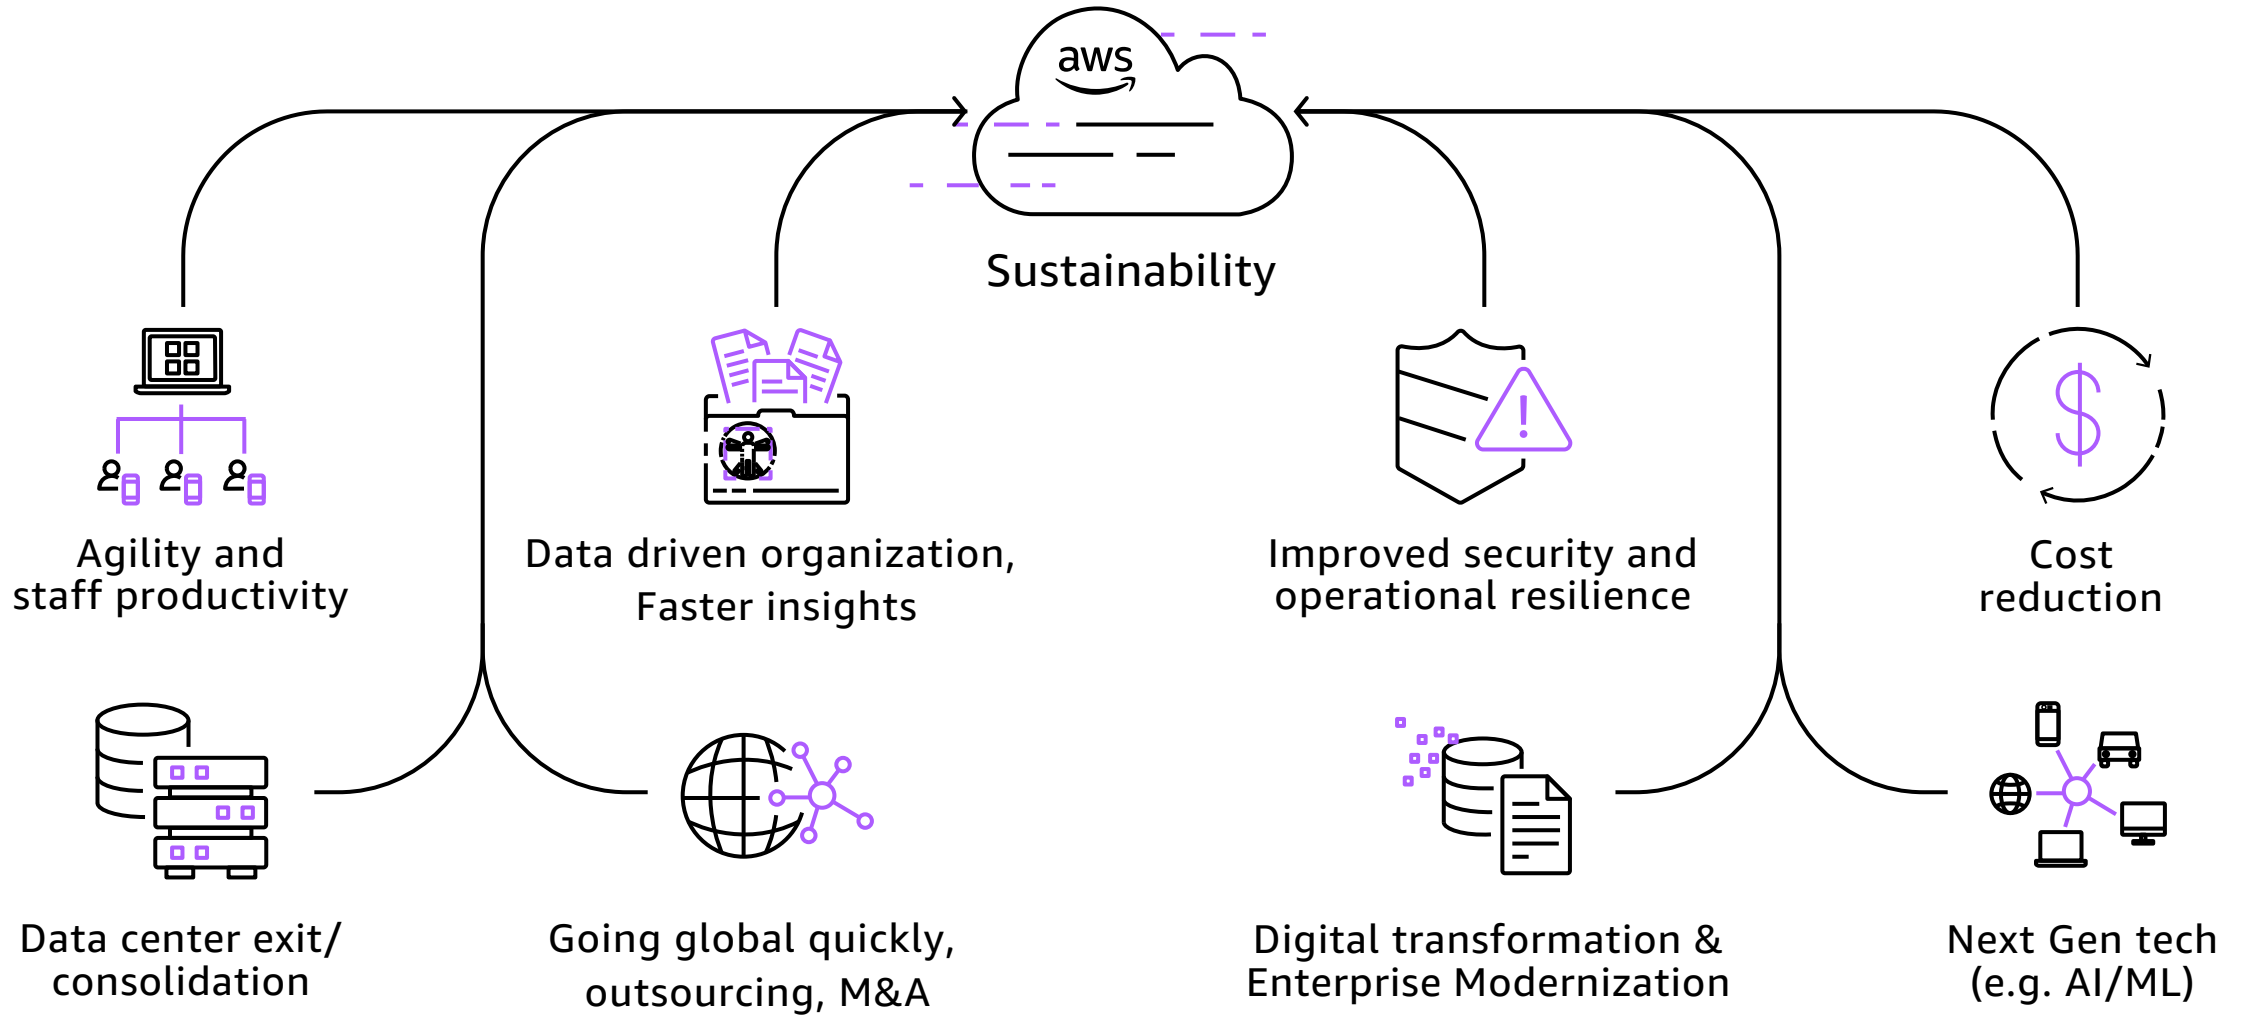 aws
Sustainability
Agility and
staff productivity
Data driven organization,
Faster insights
Improved security and
operational resilience
Cost
reduction
Data center exit/
consolidation
Going global quickly,
outsourcing, M&A
Digital transformation &
Enterprise Modernization
Next Gen tech
(e.g. AI/ML)